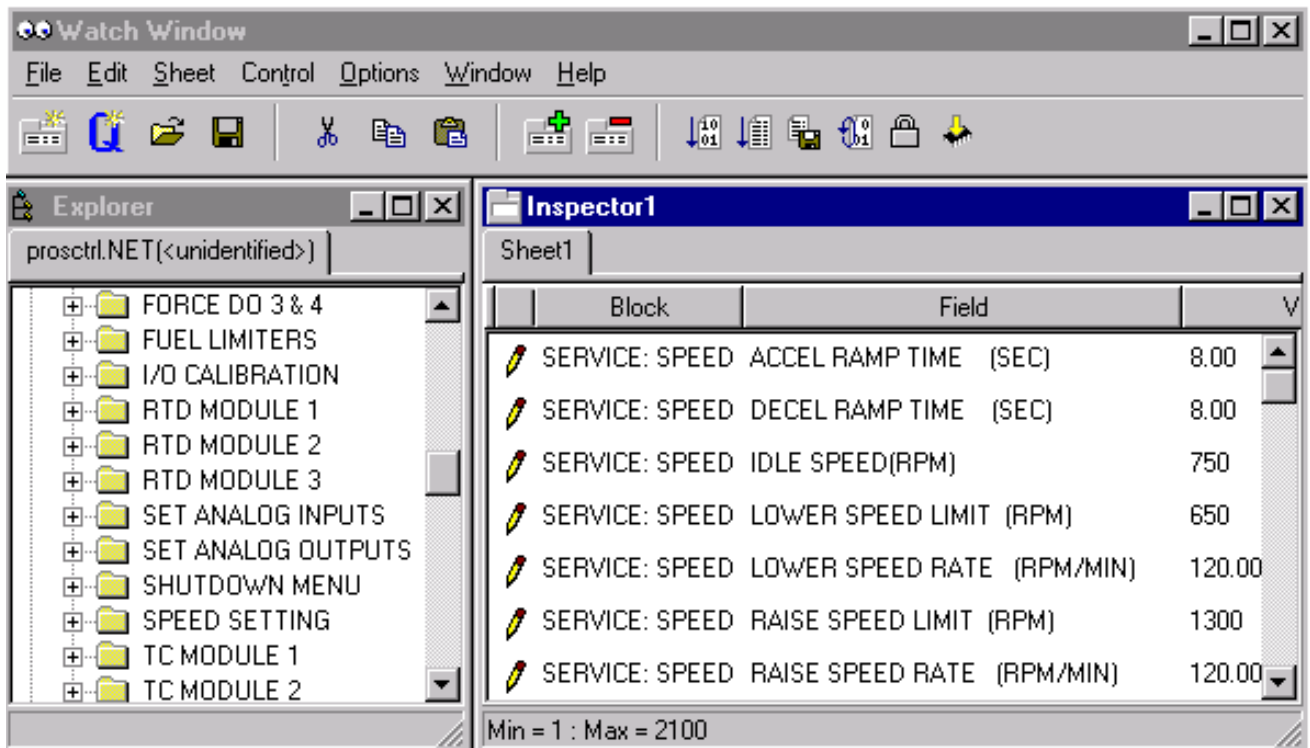 Watch Window
File Edit Sheet Control Options Window Help
Explorer
prosctrl.NET(<unidentified>)
FORCE DO 3 & 4
FUEL LIMITERS
I/O CALIBRATION
RTD MODULE 1
RTD MODULE 2
RTD MODULE 3
SET ANALOG INPUTS
SET ANALOG OUTPUTS
SHUTDOWN MENU
SPEED SETTING
TC MODULE 1
TC MODULE 2
Inspector1
Sheet1
Block Field V
SERVICE: SPEED ACCEL RAMP TIME (SEC) 8.00
SERVICE: SPEED DECEL RAMP TIME (SEC) 8.00
SERVICE: SPEED IDLE SPEED(RPM) 750
SERVICE: SPEED LOWER SPEED LIMIT (RPM) 650
SERVICE: SPEED LOWER SPEED RATE (RPM/MIN) 120.00
SERVICE: SPEED RAISE SPEED LIMIT (RPM) 1300
SERVICE: SPEED RAISE SPEED RATE (RPM/MIN) 120.00
Min = 1 : Max = 2100